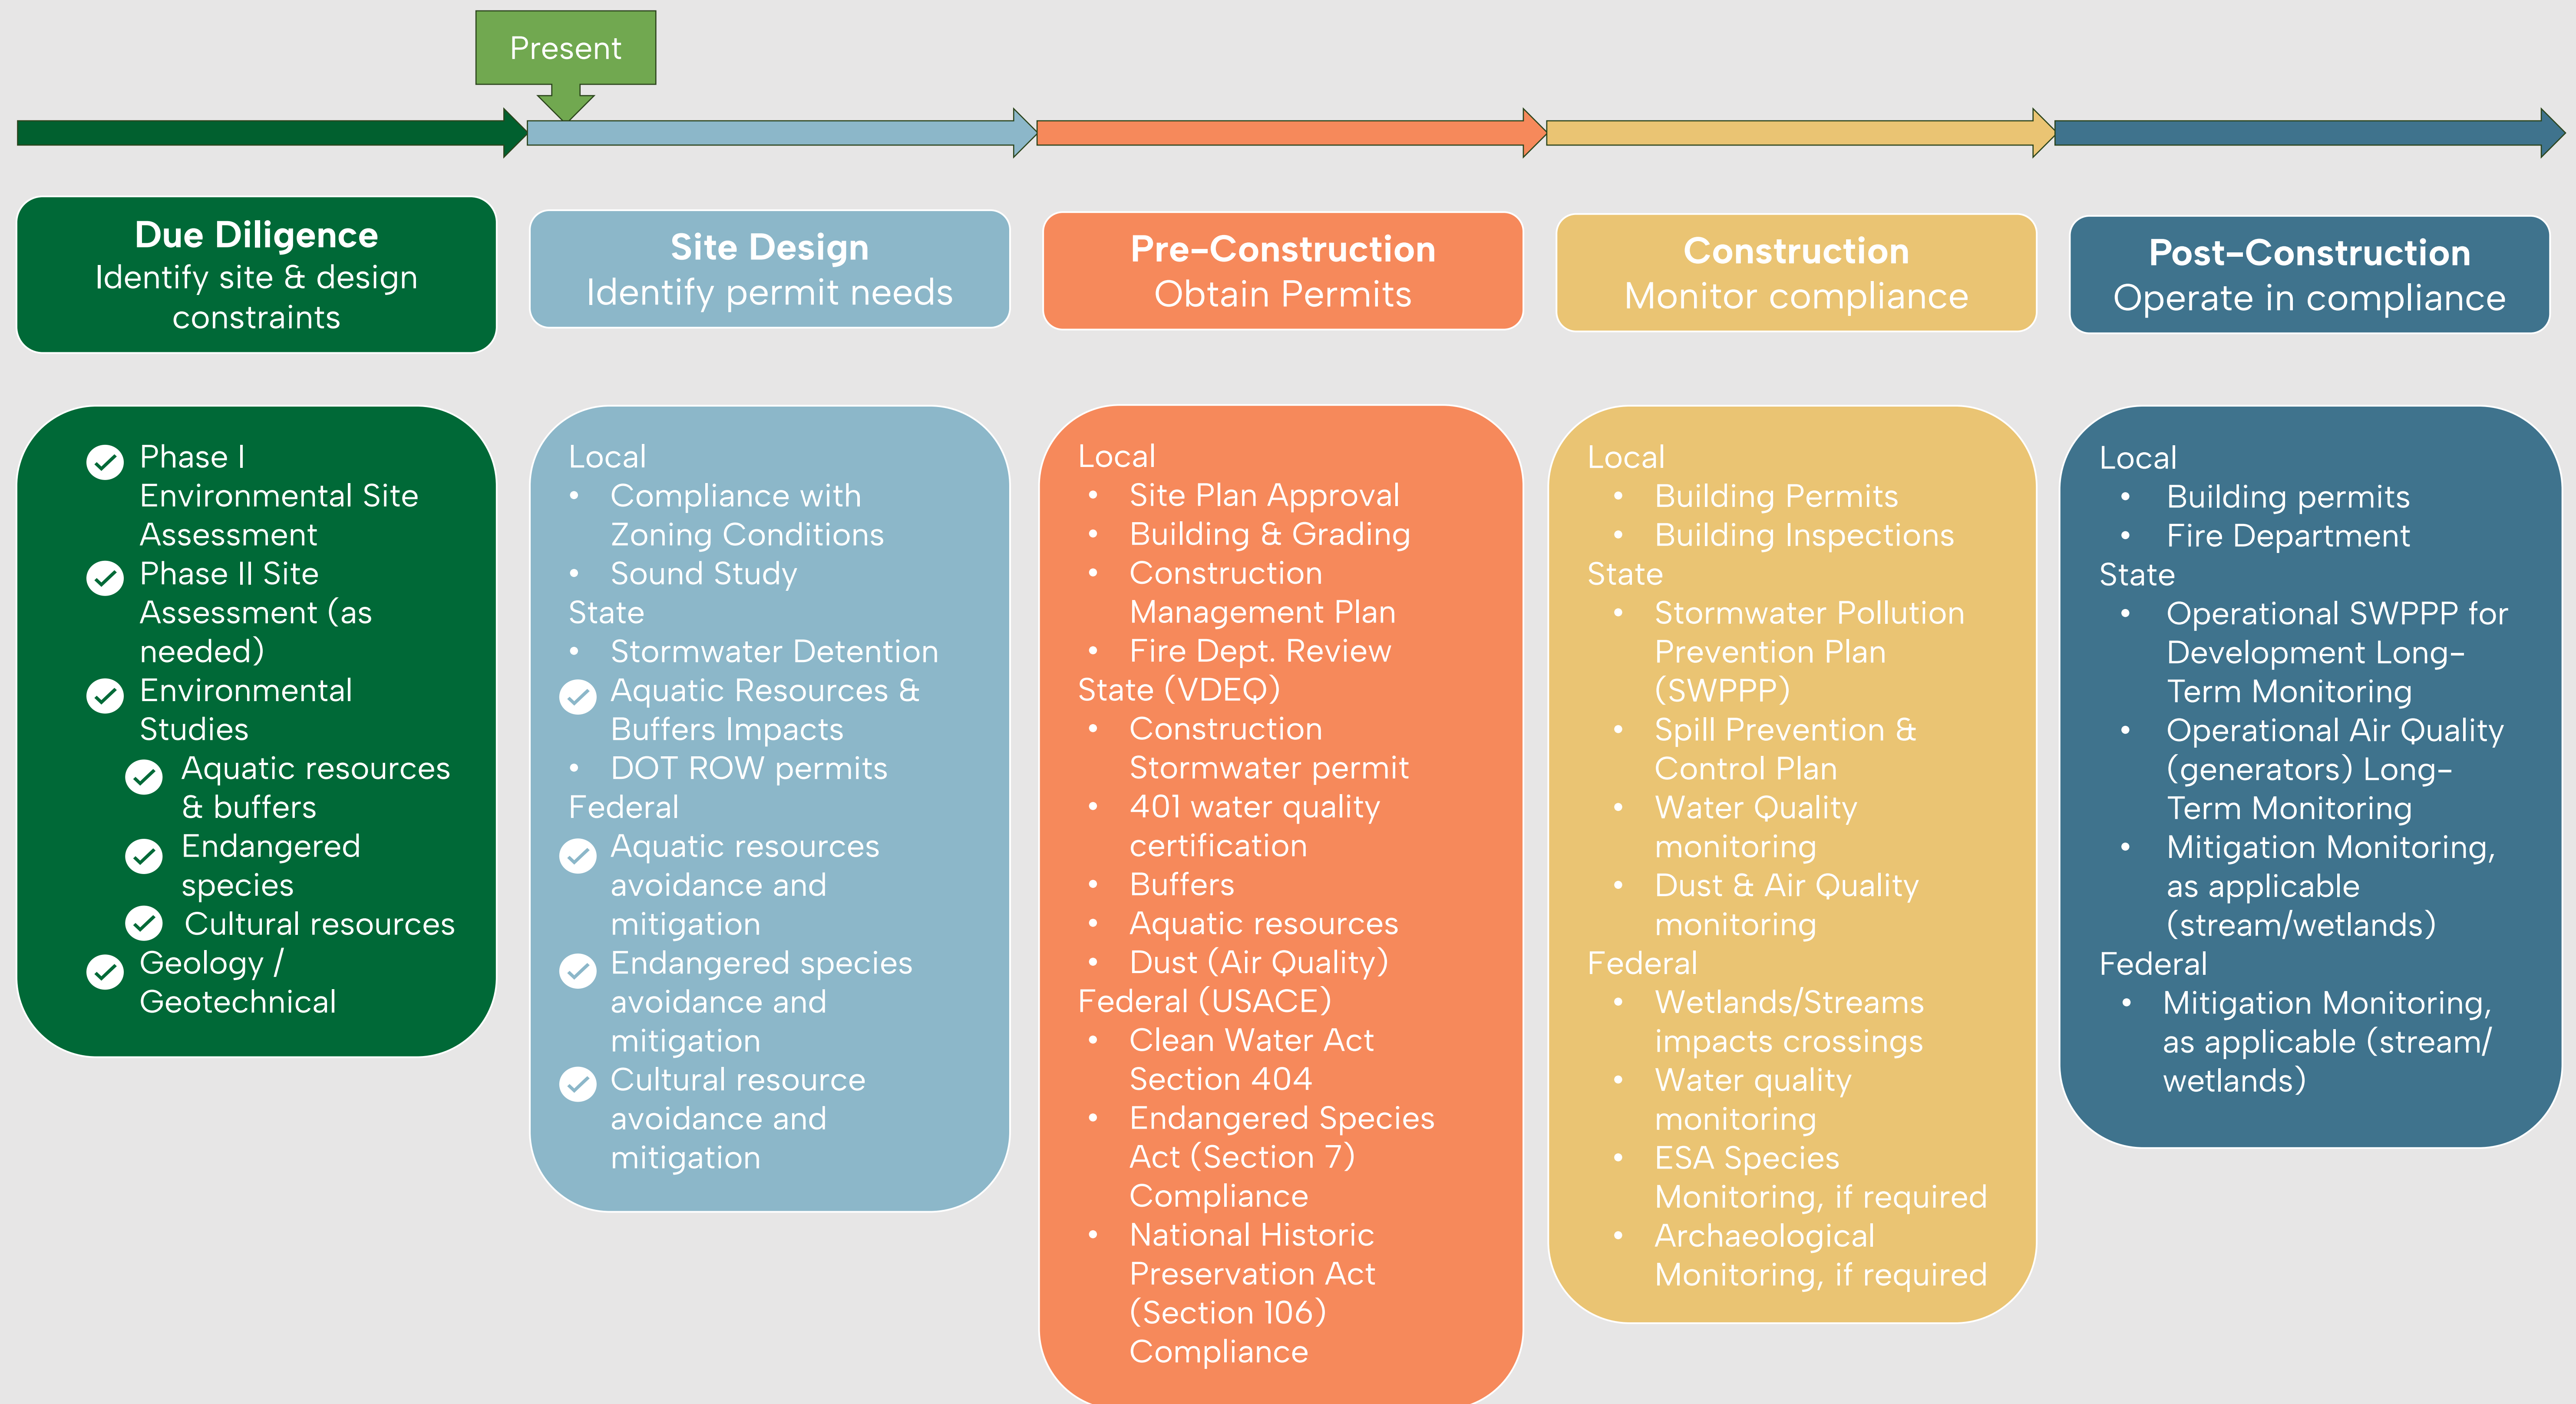 Present
Due Diligence
Identify site & design
constraints
Site Design
Identify permit needs
Pre-Construction
Obtain Permits
Construction
Monitor compliance
Post-Construction
Operate in compliance
Phase I
Environmental Site
Assessment
Phase II Site
Assessment (as
needed)
Environmental
Studies
Aquatic resources
& buffers
Endangered
species
Cultural resources
Geology /
Geotechnical
Local
• Compliance with
Zoning Conditions
• Sound Study
State
• Stormwater Detention
Aquatic Resources &
Buffers Impacts
• DOT ROW permits
Federal
Aquatic resources
avoidance and
mitigation
Endangered species
avoidance and
mitigation
Cultural resource
avoidance and
mitigation
Local
• Site Plan Approval
• Building & Grading
• Construction
Management Plan
• Fire Dept. Review
State (VDEQ)
• Construction
Stormwater permit
• 401 water quality
certification
• Buffers
• Aquatic resources
• Dust (Air Quality)
Federal (USACE)
• Clean Water Act
Section 404
• Endangered Species
Act (Section 7)
Compliance
• National Historic
Preservation Act
(Section 106)
Compliance
Local
• Building Permits
• Building Inspections
State
• Stormwater Pollution
Prevention Plan
(SWPPP)
• Spill Prevention &
Control Plan
• Water Quality
monitoring
• Dust & Air Quality
monitoring
Federal
• Wetlands/Streams
impacts crossings
• Water quality
monitoring
• ESA Species
Monitoring, if required
• Archaeological
Monitoring, if required
Local
• Building permits
• Fire Department
State
• Operational SWPPP for
Development Long-
Term Monitoring
• Operational Air Quality
(generators) Long-
Term Monitoring
• Mitigation Monitoring,
as applicable
(stream/wetlands)
Federal
• Mitigation Monitoring,
as applicable (stream/
wetlands)